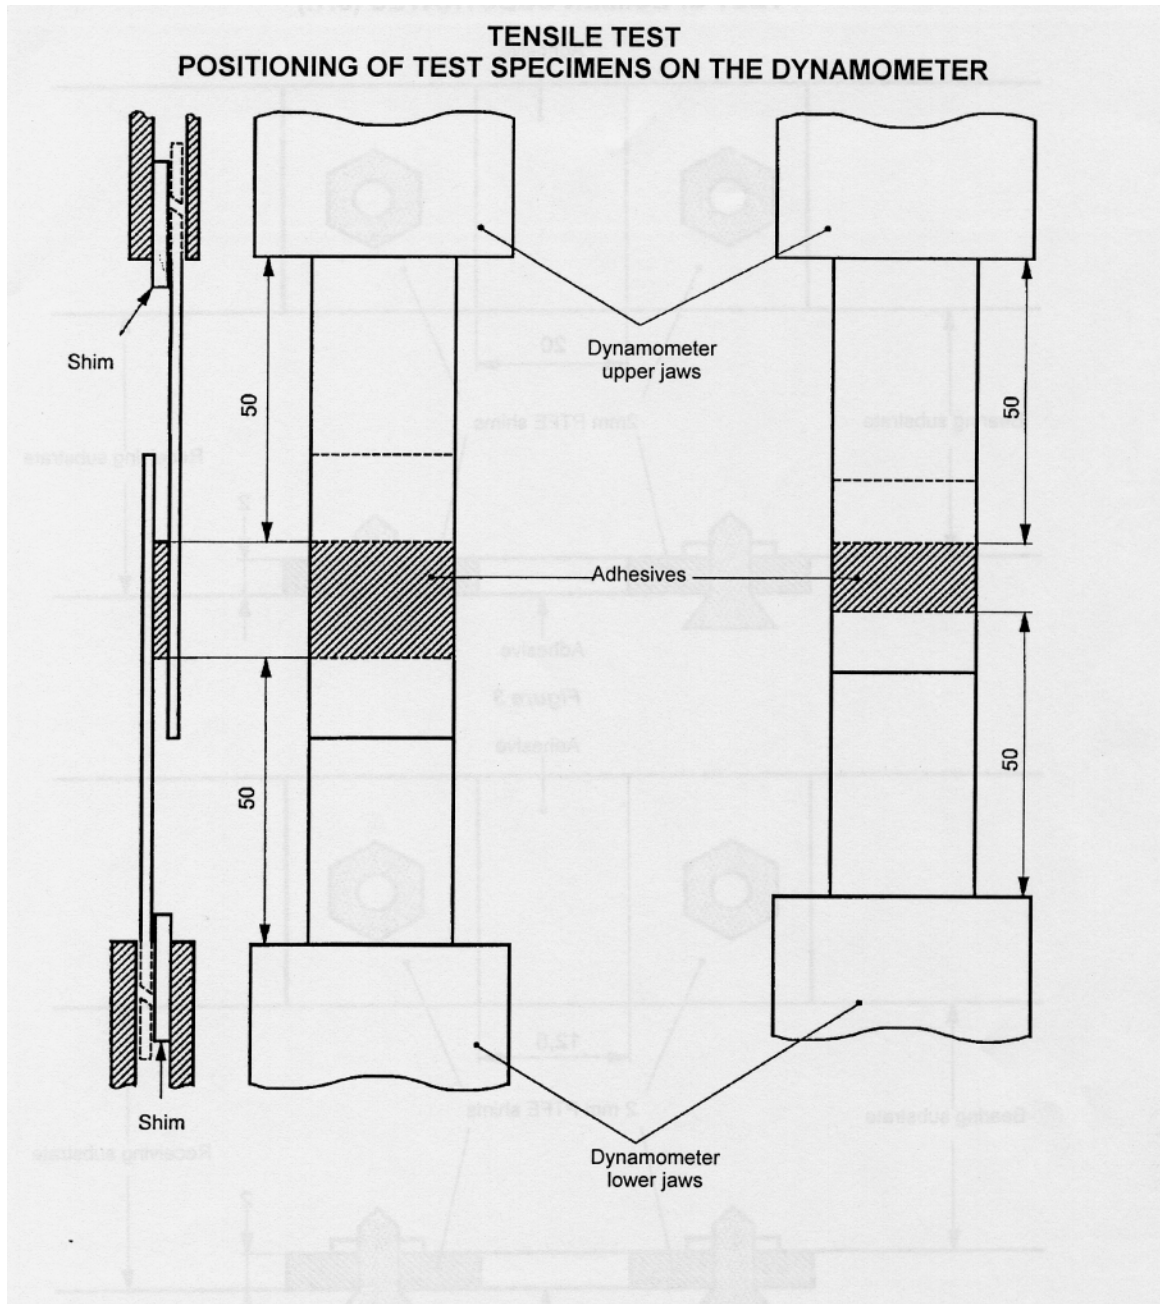 TENSILE TEST
POSITIONING OF TEST SPECIMENS ON THE DYNAMOMETER
Shim
Dynamometer
upper jaws
50
50
Adhesives
50
50
Shim
Dynamometer
lower jaws